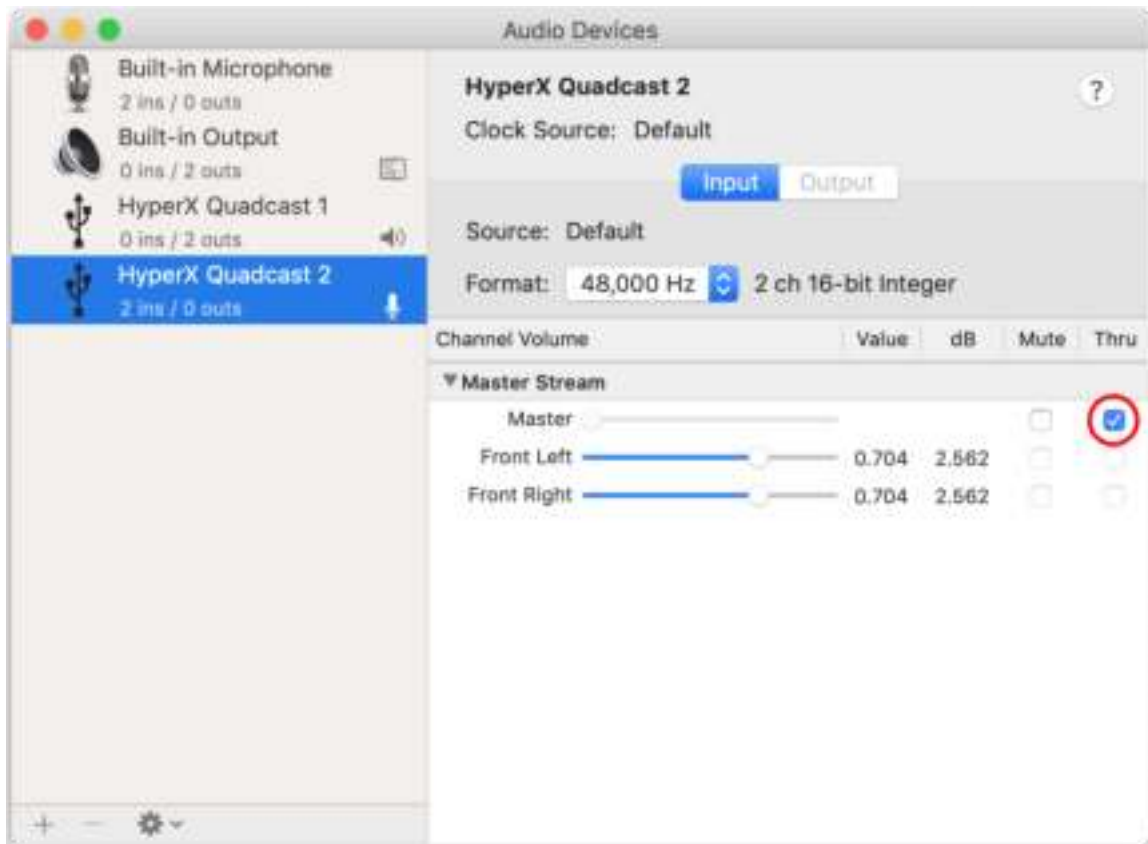 Audio Devices
Built-in Microphone
2 ins / 0 outs
Built-in Output
0 ins / 2 outs
HyperX Quadcast 1
0 ins / 2 outs
HyperX Quadcast 2
2 ins / 0 outs
HyperX Quadcast 2
?
Clock Source: Default
Input Output
Source: Default
Format: 48,000 Hz 2 ch 16-bit Integer
Channel Volume Value dB Mute Thru
Master Stream
Master
Front Left 0.704 2.562
Front Right 0.704 2.562